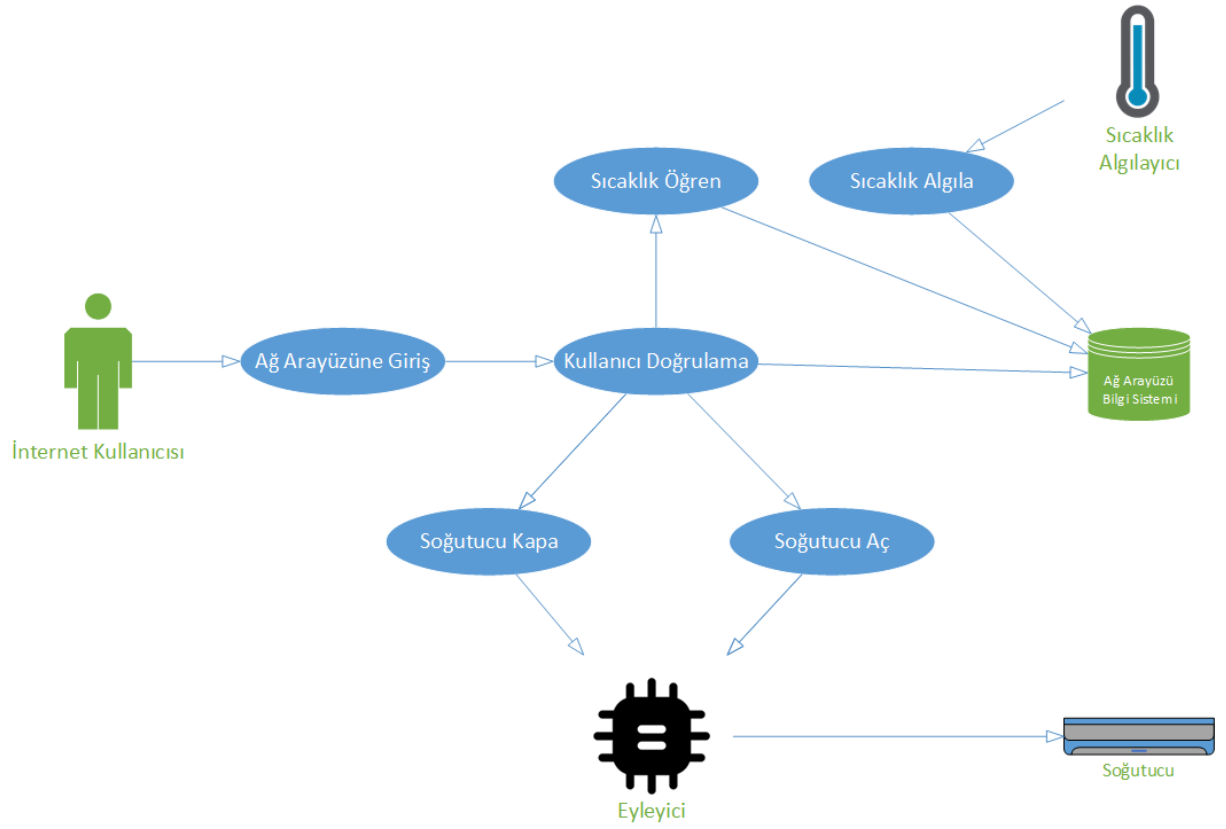 Sıcaklık
Algılayıcı
Sıcaklık Öğren
Sıcaklık Algıla
Ağ Arayüzüne Giriş
Kullanıcı Doğrulama
Ağ Arayüzü
Bilgi Sistemi
İnternet Kullanıcısı
Soğutucu Kapa
Soğutucu Aç
Soğutucu
Eyleyici